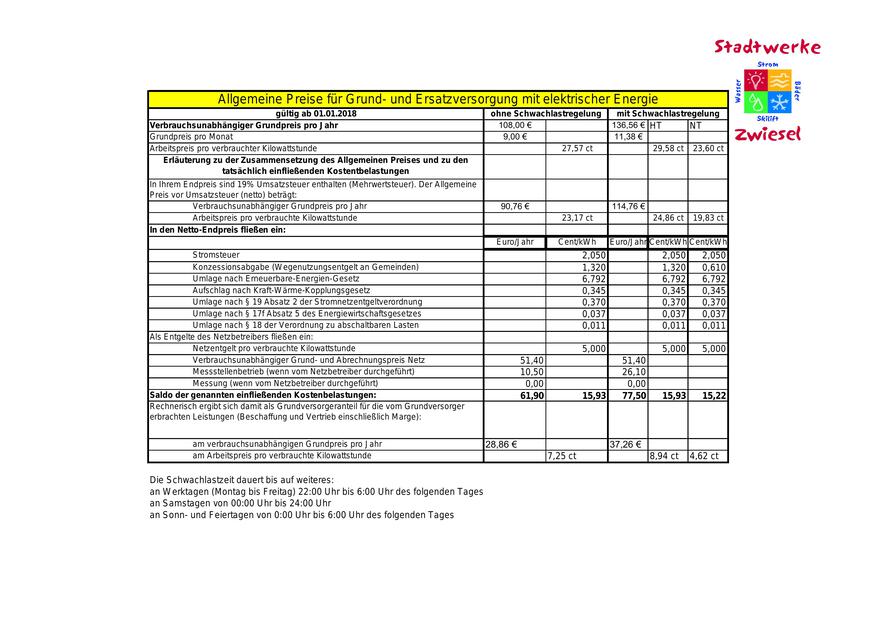 Stadtwerke
Strom
Wasser
Bäder
Skilift
Zwiesel
Allgemeine Preise für Grund- und Ersatzversorgung mit elektrischer Energie
gültig ab 01.01.2018 ohne Schwachlastregelung mit Schwachlastregelung
Verbrauchsunabhängiger Grundpreis pro Jahr 108,00 € 136,56 € HT NT
Grundpreis pro Monat 9,00 € 11,38 €
Arbeitspreis pro verbrauchter Kilowattstunde 27,57 ct 29,58 ct 23,60 ct
Erläuterung zu der Zusammensetzung des Allgemeinen Preises und zu den
tatsächlich einfließenden Kostentbelastungen
In Ihrem Endpreis sind 19% Umsatzsteuer enthalten (Mehrwertsteuer). Der Allgemeine
Preis vor Umsatzsteuer (netto) beträgt:
Verbrauchsunabhängiger Grundpreis pro Jahr 90,76 € 114,76 €
Arbeitspreis pro verbrauchte Kilowattstunde 23,17 ct 24,86 ct 19,83 ct
In den Netto-Endpreis fließen ein:
Euro/Jahr Cent/kWh Euro/Jahr Cent/kWh Cent/kWh
Stromsteuer 2,050 2,050 2,050
Konzessionsabgabe (Wegenutzungsentgelt an Gemeinden) 1,320 1,320 0,610
Umlage nach Erneuerbare-Energien-Gesetz 6,792 6,792 6,792
Aufschlag nach Kraft-Wärme-Kopplungsgesetz 0,345 0,345 0,345
Umlage nach § 19 Absatz 2 der Stromnetzentgeltverordnung 0,370 0,370 0,370
Umlage nach § 17f Absatz 5 des Energiewirtschaftsgesetzes 0,037 0,037 0,037
Umlage nach § 18 der Verordnung zu abschaltbaren Lasten 0,011 0,011 0,011
Als Entgelte des Netzbetreibers fließen ein:
Netzentgelt pro verbrauchte Kilowattstunde 5,000 5,000 5,000
Verbrauchsunabhängiger Grund- und Abrechnungspreis Netz 51,40 51,40
Messstellenbetrieb (wenn vom Netzbetreiber durchgeführt) 10,50 26,10
Messung (wenn vom Netzbetreiber durchgeführt) 0,00 0,00
Saldo der genannten einfließenden Kostenbelastungen: 61,90 15,93 77,50 15,93 15,22
Rechnerisch ergibt sich damit als Grundversorgeranteil für die vom Grundversorger
erbrachten Leistungen (Beschaffung und Vertrieb einschließlich Marge):
am verbrauchsunabhängigen Grundpreis pro Jahr 28,86 € 37,26 €
am Arbeitspreis pro verbrauchte Kilowattstunde 7,25 ct 8,94 ct 4,62 ct
Die Schwachlastzeit dauert bis auf weiteres:
an Werktagen (Montag bis Freitag) 22:00 Uhr bis 6:00 Uhr des folgenden Tages
an Samstagen von 00:00 Uhr bis 24:00 Uhr
an Sonn- und Feiertagen von 0:00 Uhr bis 6:00 Uhr des folgenden Tages